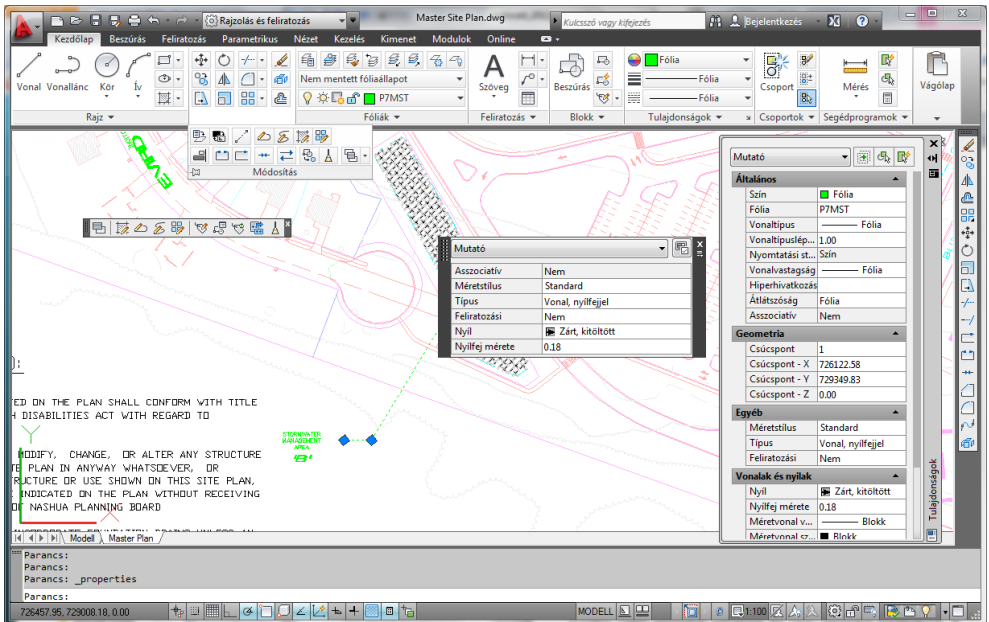 Rajzolás és feliratozás
Master Site Plan.dwg
Kulcsszó vagy kifejezés
Bejelentkezés
Kezdőlap Beszúrás Feliratozás Parametrikus Nézet Kezelés Kimenet Modulok Online
Vonal Vonallánc Kör Ív
Rajz
Nem mentett fóliaállapot
P7MST
Fóliák
Szöveg
Feliratozás
Beszúrás
Blokk
Fólia
Fólia
Fólia
Tulajdonságok
Csoport
Csoportok
Mérés
Segédprogramok
Vágólap
Módosítás
Mutató
Asszociatív Nem
Méretstílus Standard
Típus Vonal, nyílfejjel
Feliratozási Nem
Nyíl Zárt, kitöltött
Nyílfej mérete 0.18
Mutató
Általános
Szín Fólia
Fólia P7MST
Vonaltípus Fólia
Vonaltípuslép... 1.00
Nyomtatási st... Szín
Vonalvastagság Fólia
Hiperhivatkozás
Átlátszóság Fólia
Asszociatív Nem
Geometria
Csúcspont 1
Csúcspont - X 726122.58
Csúcspont - Y 729349.83
Csúcspont - Z 0.00
Egyéb
Méretstílus Standard
Típus Vonal, nyílfejjel
Feliratozási Nem
Vonalak és nyilak
Nyíl Zárt, kitöltött
Nyílfej mérete 0.18
Méretvonal v... Blokk
Méretvonal sz... Blokk
Tulajdonságok
TED ON THE PLAN SHALL CONFORM WITH TITLE
H DISABILITIES ACT WITH REGARD TO
MODIFY, CHANGE, OR ALTER ANY STRUCTURE
PLAN IN ANYWAY WHATSOEVER, OR
RUCTURE OR USE SHOWN ON THIS SITE PLAN,
INDICATED ON THE PLAN WITHOUT RECEIVING
OF NASHUA PLANNING BOARD
STORMWATER
MANAGEMENT
AREA
Modell Master Plan
Parancs:
Parancs:
Parancs: _properties
Parancs:
726457.95, 729008.18, 0.00
MODELL
1:100